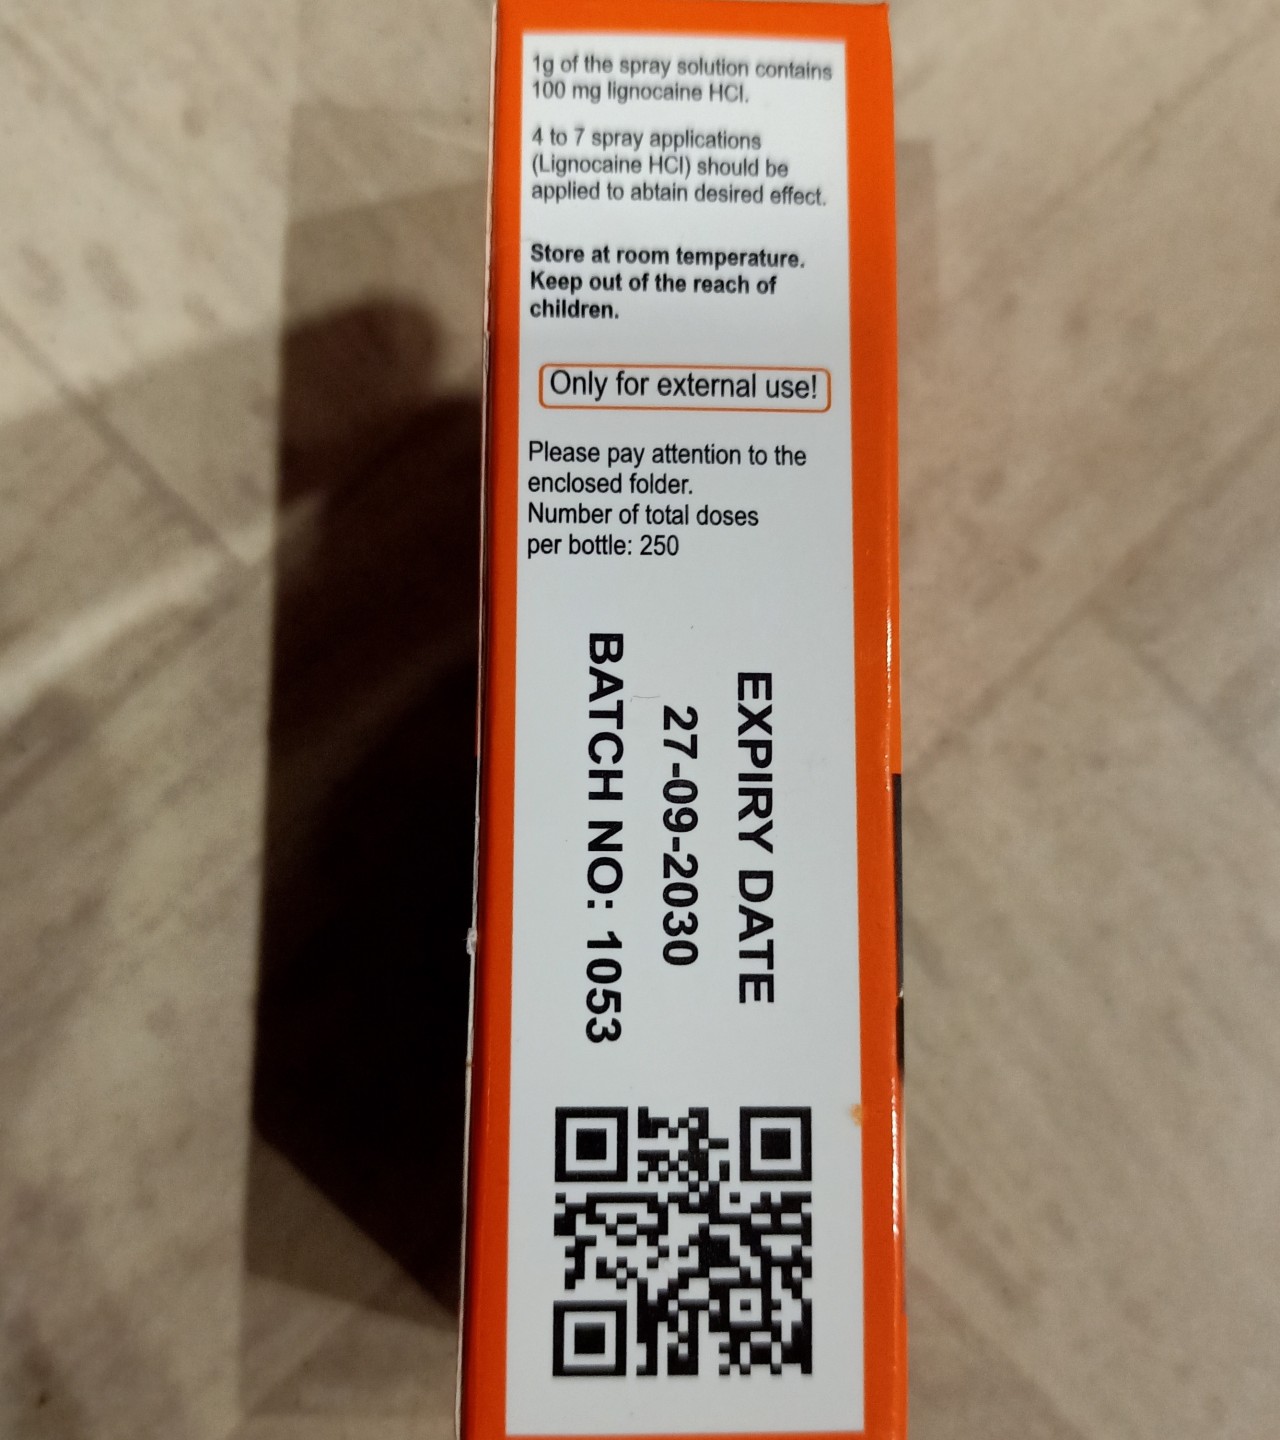 1g of the spray solution contains
100 mg lignocaine HCl.
4 to 7 spray applications
(Lignocaine HCl) should be
applied to abtain desired effect.
Store at room temperature.
Keep out of the reach of
children.
Only for external use!
Please pay attention to the
enclosed folder.
Number of total doses
per bottle: 250
EXPIRY DATE
27-09-2030
BATCH NO: 1053